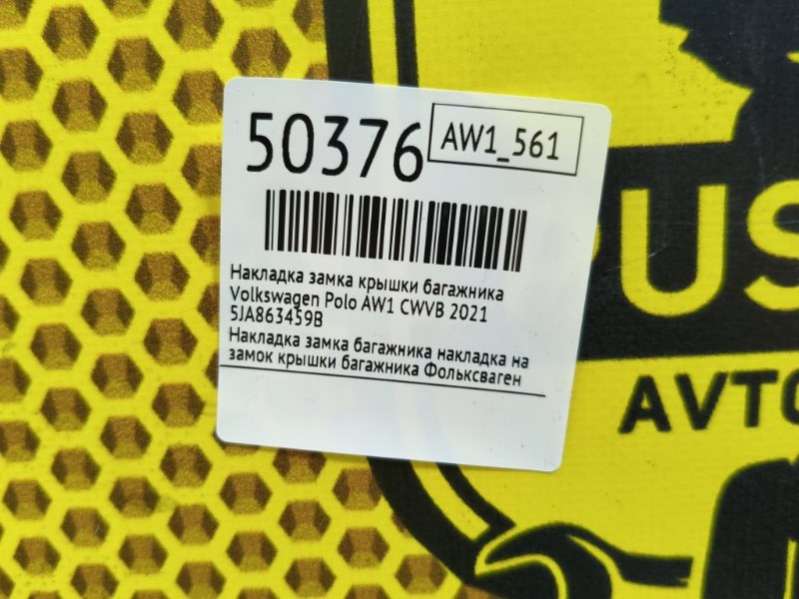 50376
AW1_561
Накладка замка крышки багажника
Volkswagen Polo AW1 CWVB 2021
5JA863459B
Накладка замка багажника накладка на
замок крышки багажника Фольксваген